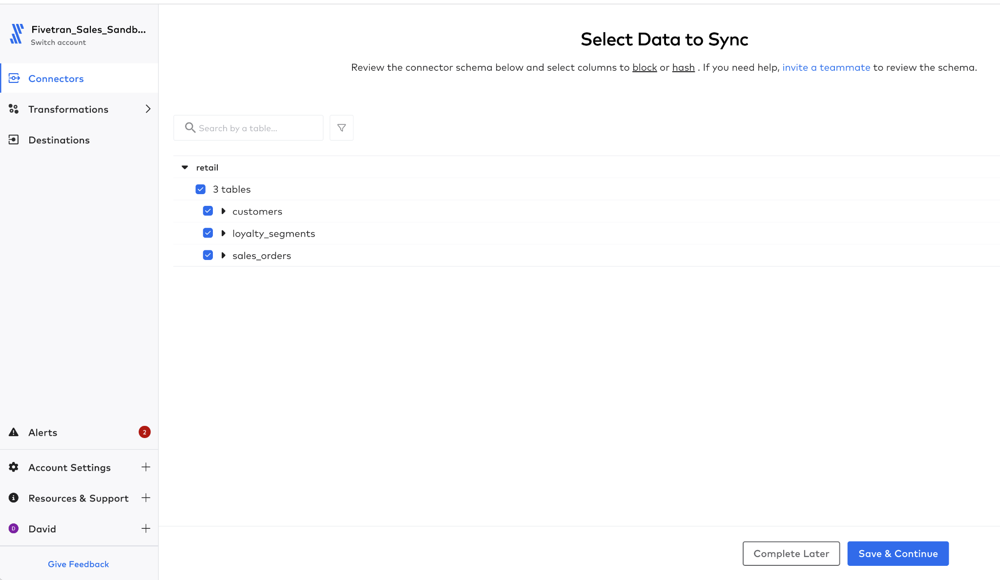 Fivetran_Sales_Sandb...
Switch account
Connectors
Transformations
Destinations
Alerts
2
Account Settings
Resources & Support
D
David
Give Feedback
Select Data to Sync
Review the connector schema below and select columns to block or hash . If you need help, invite a teammate to review the schema.
Search by a table...
retail
3 tables
customers
loyalty_segments
sales_orders
Complete Later
Save & Continue